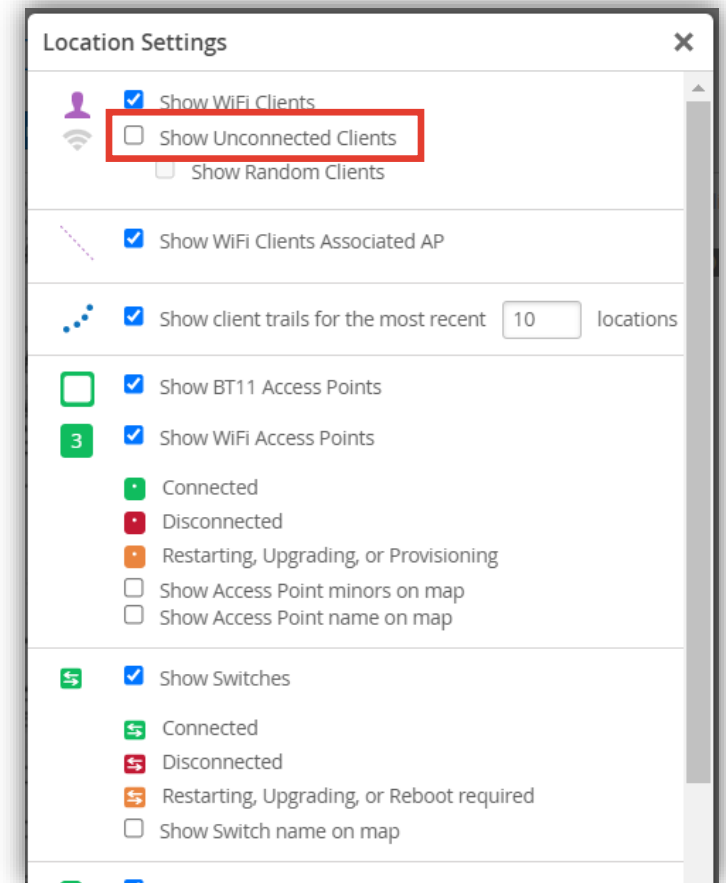 Location Settings
Show WiFi Clients
Show Unconnected Clients
Show Random Clients
Show WiFi Clients Associated AP
Show client trails for the most recent 10 locations
Show BT11 Access Points
3 Show WiFi Access Points
Connected
Disconnected
Restarting, Upgrading, or Provisioning
Show Access Point minors on map
Show Access Point name on map
Show Switches
Connected
Disconnected
Restarting, Upgrading, or Reboot required
Show Switch name on map